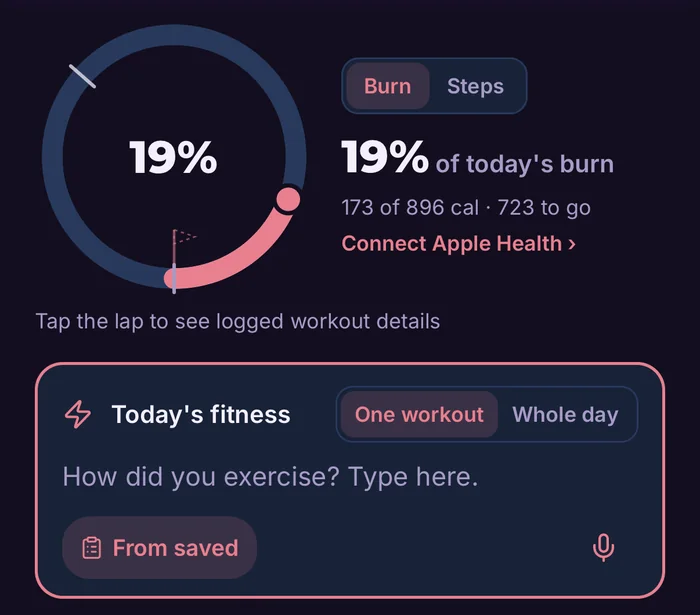 19%
Burn Steps
19% of today's burn
173 of 896 cal · 723 to go
Connect Apple Health ›
Tap the lap to see logged workout details
Today's fitness
One workout Whole day
How did you exercise? Type here.
From saved